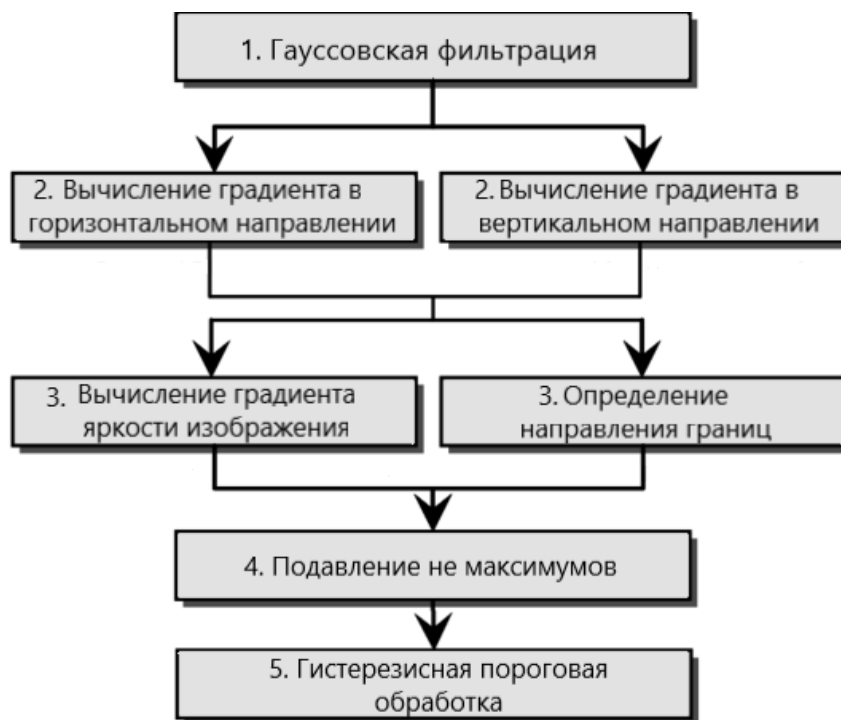 1. Гауссовская фильтрация
2. Вычисление градиента в
горизонтальном направлении
2. Вычисление градиента в
вертикальном направлении
3. Вычисление градиента
яркости изображения
3. Определение
направления границ
4. Подавление не максимумов
5. Гистерезисная пороговая
обработка